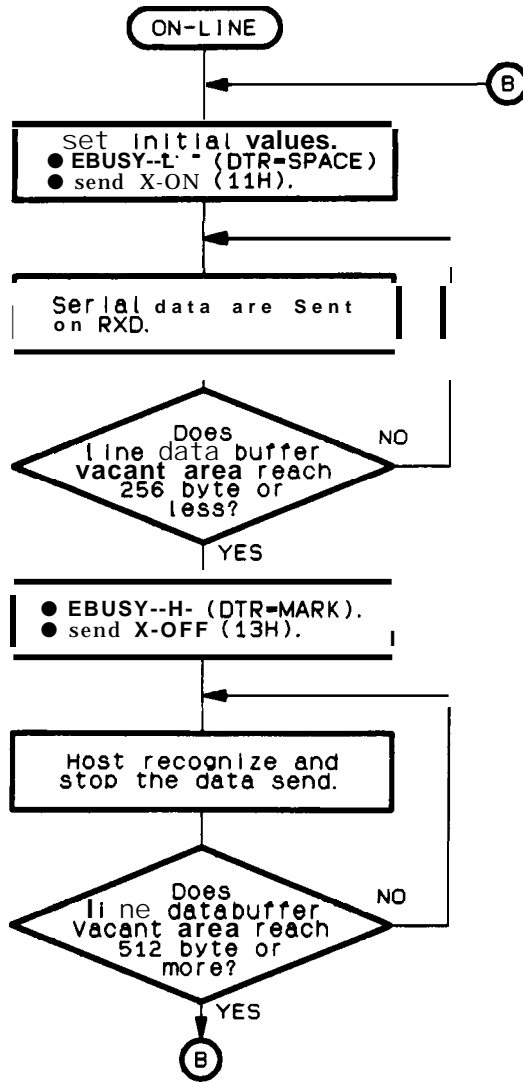 ON-LINE
B
set initial values.
● EBUSY--L-- (DTR=SPACE)
● send X-ON (11H).
Serial data are Sent
on RXD.
Does
line data buffer
vacant area reach
256 byte or
less?
NO
YES
● EBUSY--H- (DTR=MARK).
● send X-OFF (13H).
Host recognize and
stop the data send.
Does
line databuffer
Vacant area reach
512 byte or
more?
NO
YES
B